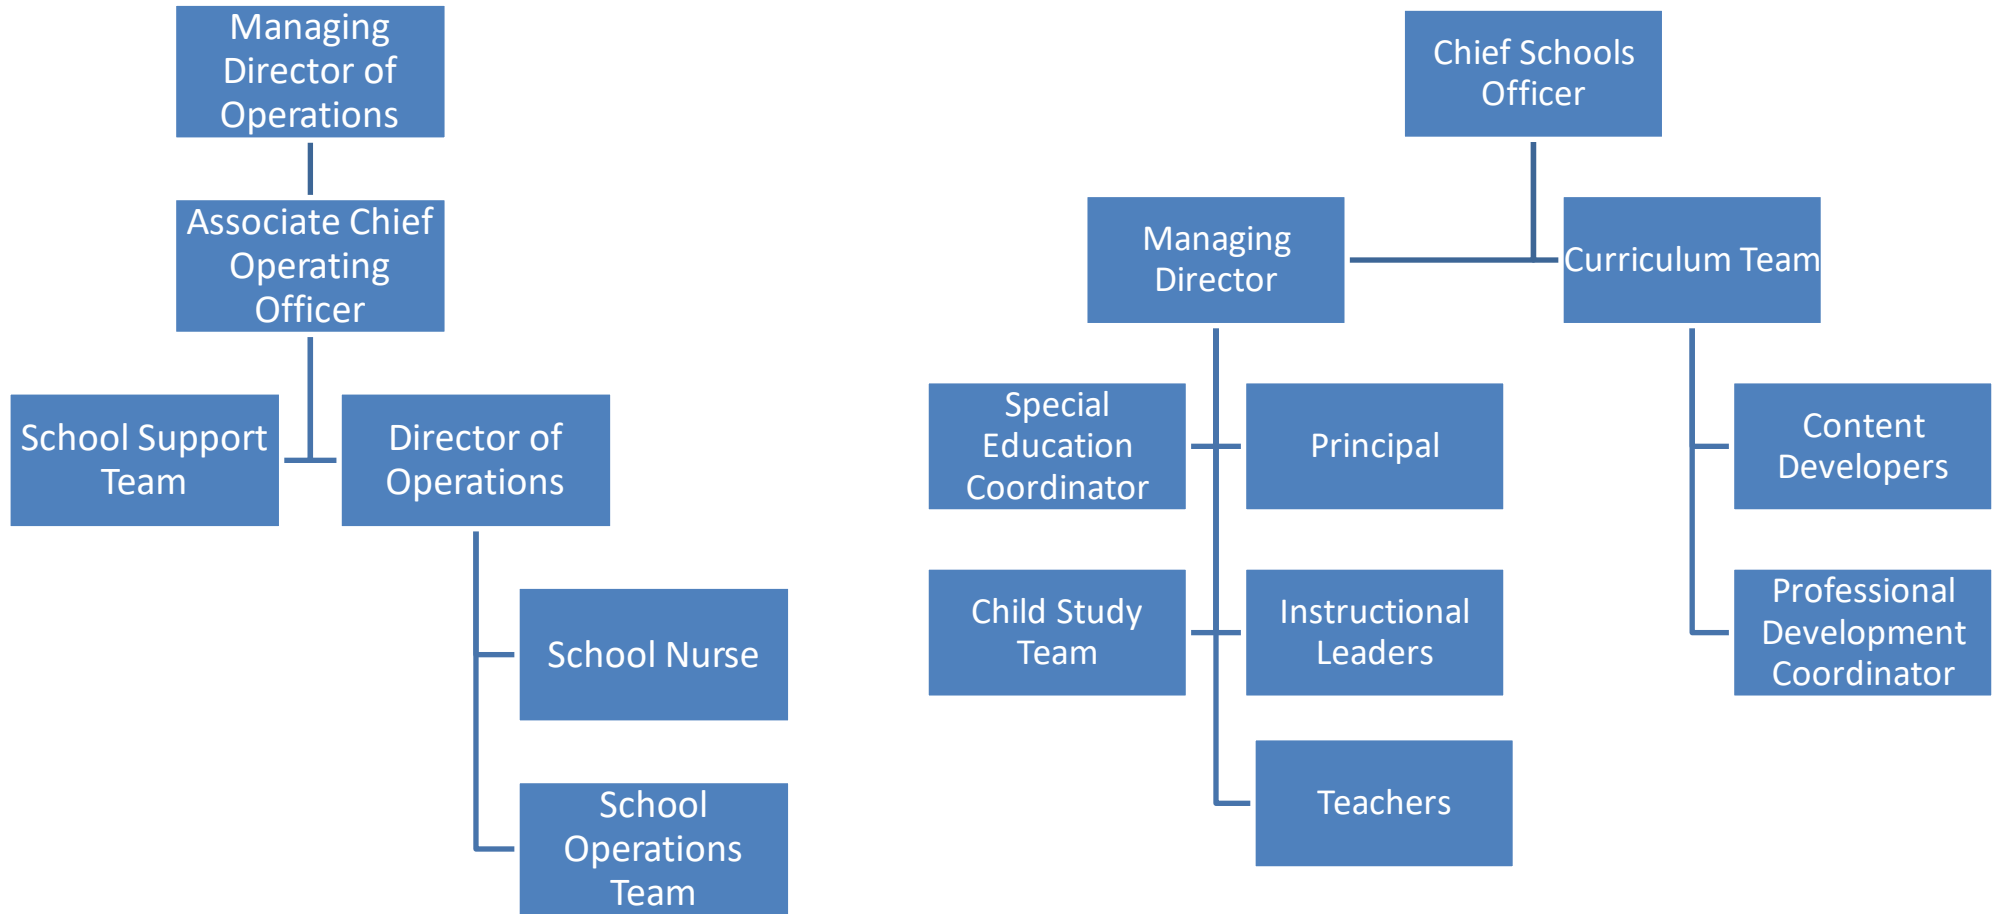 Managing
Director of
Operations
Associate Chief
Operating
Officer
School Support
Team
Director of
Operations
School Nurse
School
Operations
Team
Chief Schools
Officer
Managing
Director
Curriculum Team
Special
Education
Coordinator
Principal
Child Study
Team
Instructional
Leaders
Teachers
Content
Developers
Professional
Development
Coordinator